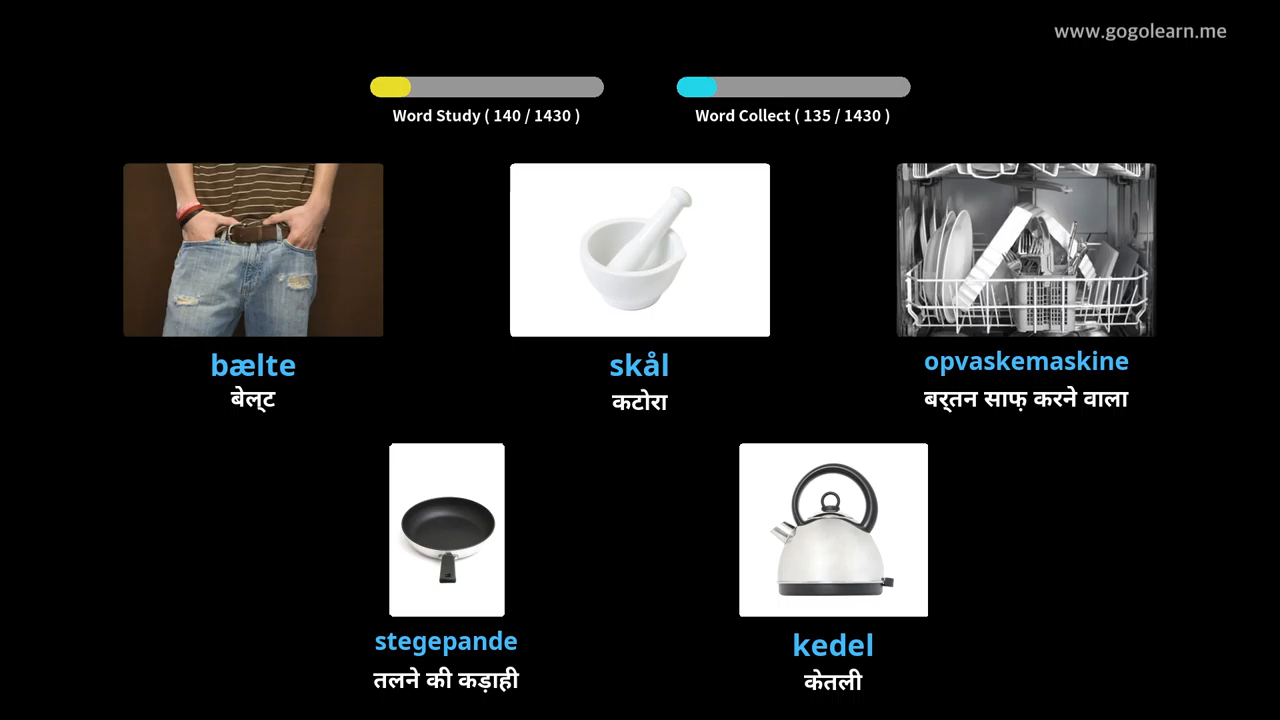 www.gogolearn.me
Word Study ( 140 / 1430 )
Word Collect ( 135 / 1430 )
bælte
बेल्ट
skål
कटोरा
opvaskemaskine
बर्तन साफ़ करने वाला
stegepande
तलने की कड़ाही
kedel
केतली